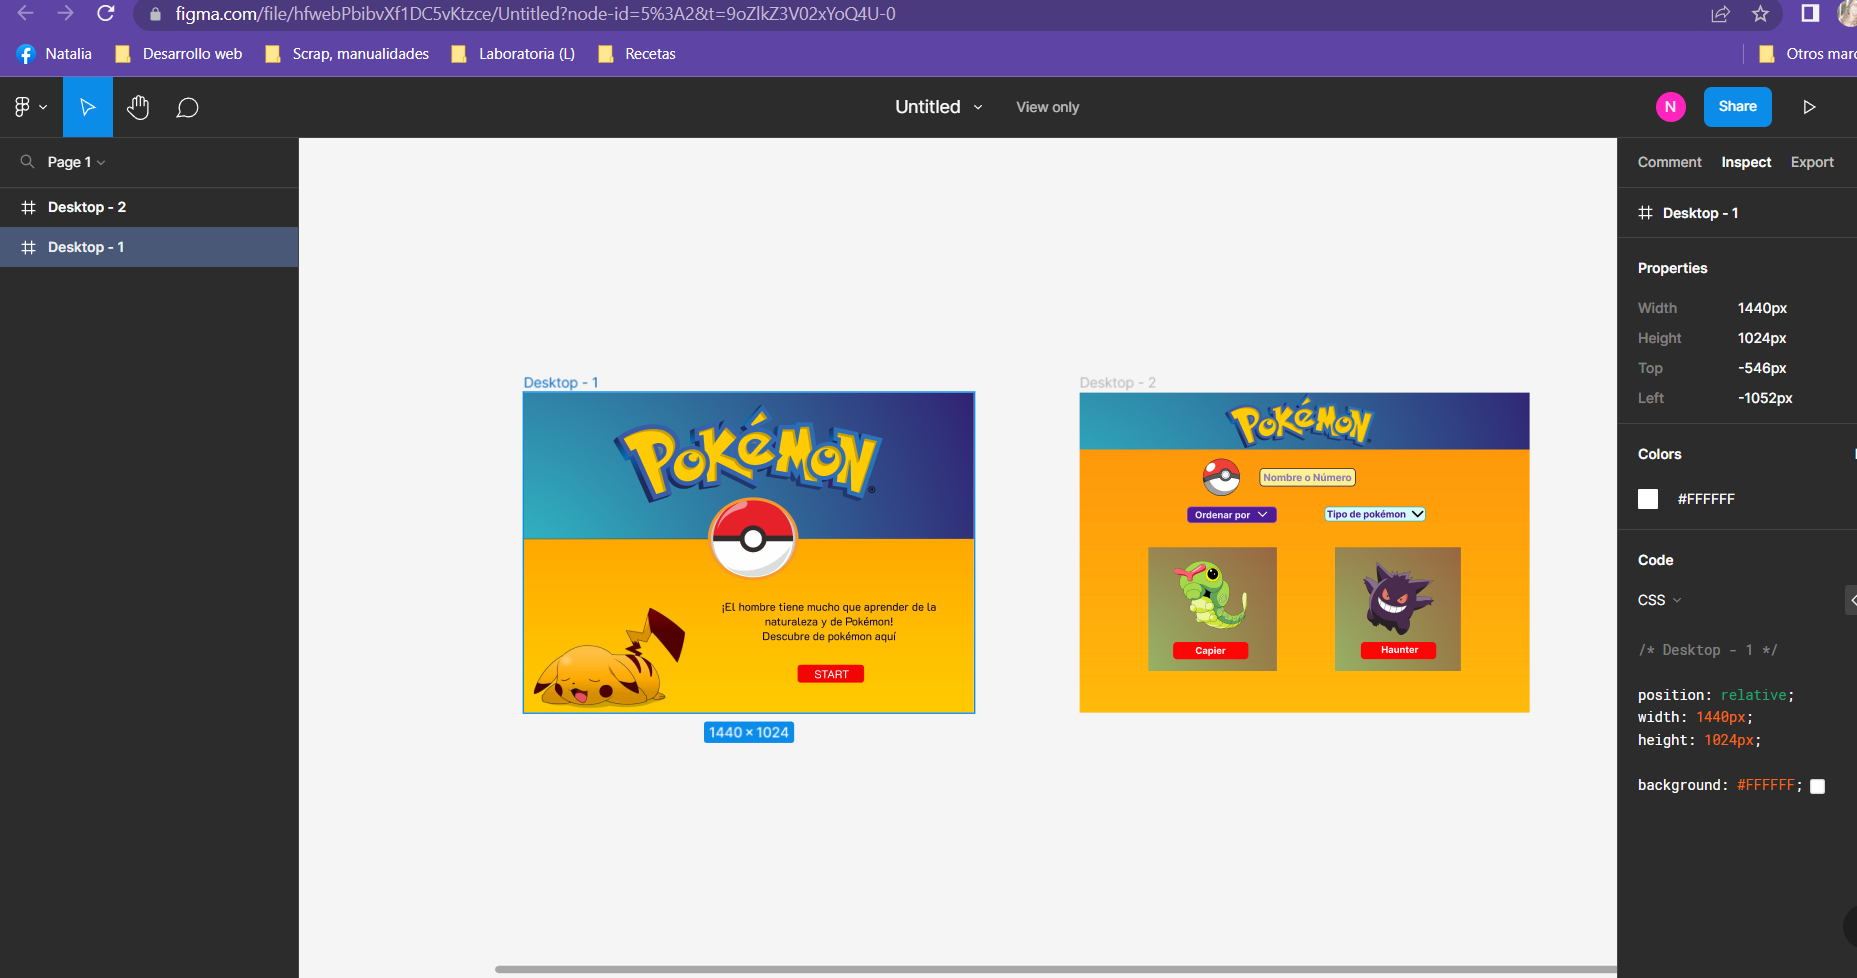 figma.com/file/hfwebPbibvXf1DC5vKtzce/Untitled?node-id=5%3A2&t=9oZlkZ3V02xYoQ4U-0
Natalia
Desarrollo web
Scrap, manualidades
Laboratoria (L)
Recetas
Otros marc
Untitled
View only
N
Share
Page 1
Desktop - 2
Desktop - 1
Desktop - 1
POKéMON
®
¡El hombre tiene mucho que aprender de la
naturaleza y de Pokémon!
Descubre de pokémon aquí
START
1440 × 1024
Desktop - 2
POKéMON
Nombre o Número
Ordenar por
Tipo de pokémon
Capier
Haunter
Comment
Inspect
Export
Desktop - 1
Properties
Width 1440px
Height 1024px
Top -546px
Left -1052px
Colors
#FFFFFF
Code
CSS
/* Desktop - 1 */
position: relative;
width: 1440px;
height: 1024px;
background: #FFFFFF;